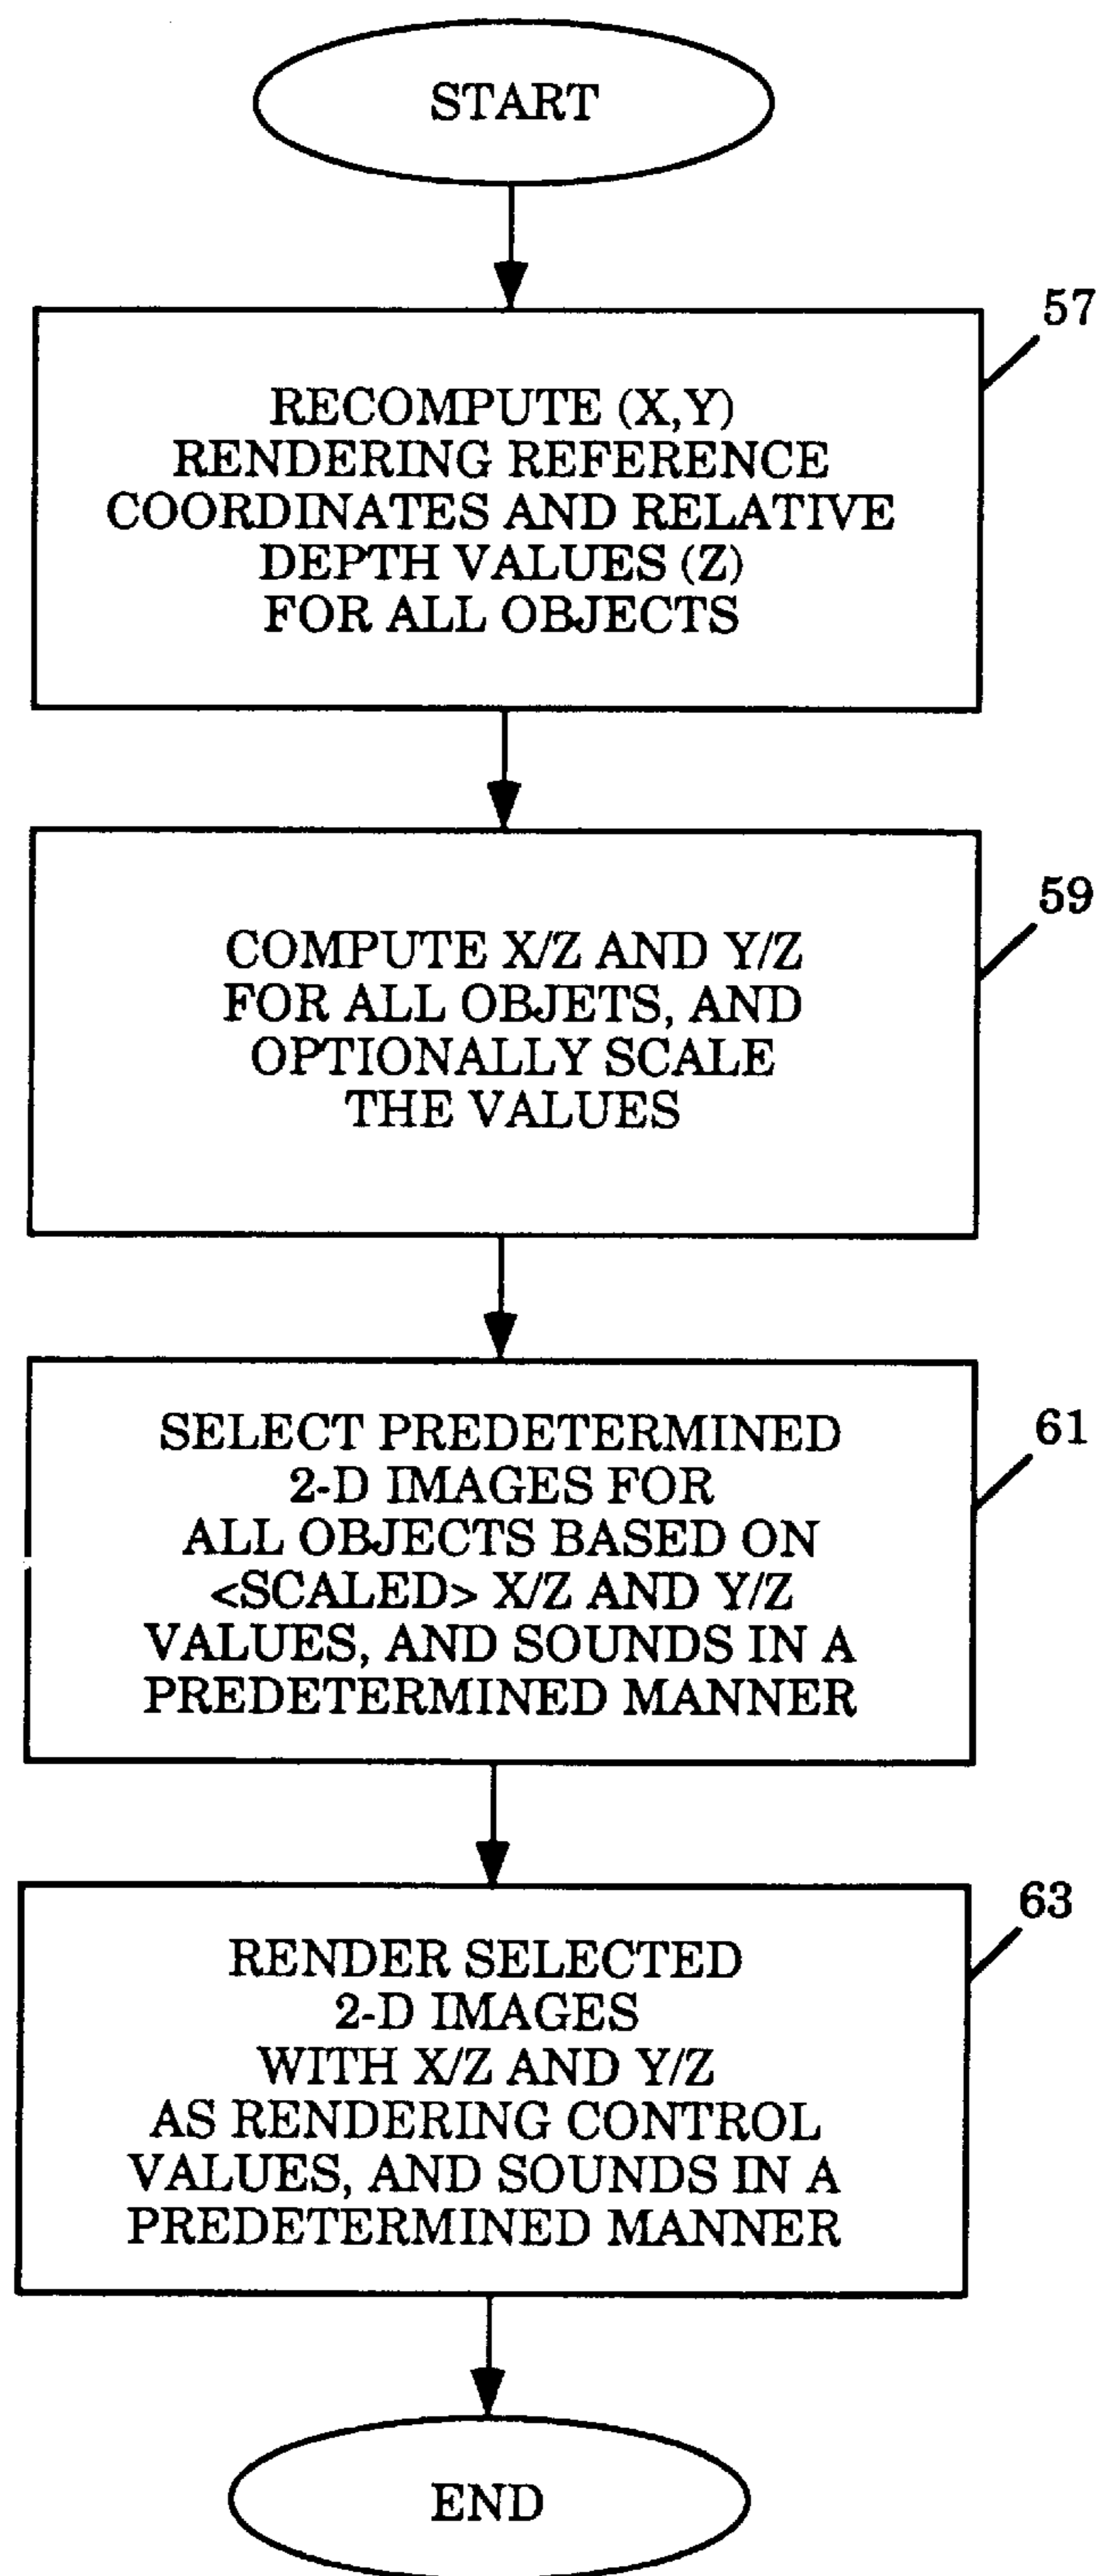 START
57
RECOMPUTE (X,Y)
RENDERING REFERENCE
COORDINATES AND RELATIVE
DEPTH VALUES (Z)
FOR ALL OBJECTS
59
COMPUTE X/Z AND Y/Z
FOR ALL OBJETS, AND
OPTIONALLY SCALE
THE VALUES
61
SELECT PREDETERMINED
2-D IMAGES FOR
ALL OBJECTS BASED ON
<SCALED> X/Z AND Y/Z
VALUES, AND SOUNDS IN A
PREDETERMINED MANNER
63
RENDER SELECTED
2-D IMAGES
WITH X/Z AND Y/Z
AS RENDERING CONTROL
VALUES, AND SOUNDS IN A
PREDETERMINED MANNER
END